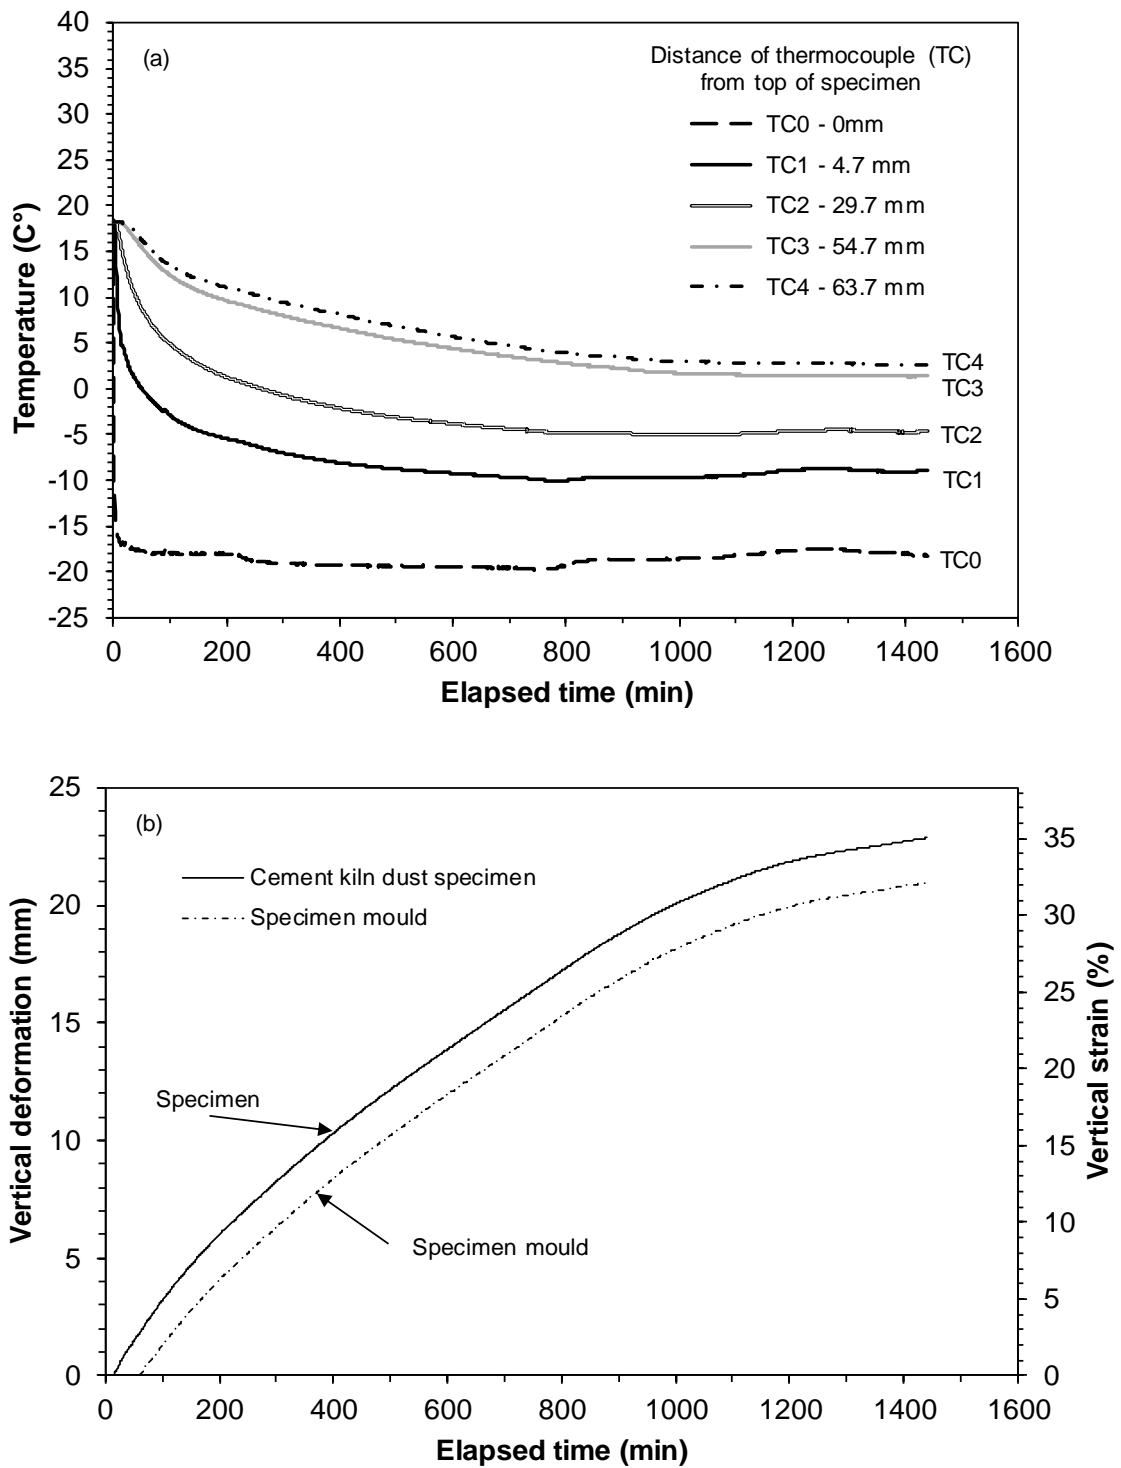 (a)
Distance of thermocouple (TC)
from top of specimen
TC0 - 0mm
TC1 - 4.7 mm
TC2 - 29.7 mm
TC3 - 54.7 mm
TC4 - 63.7 mm
40
35
30
25
20
15
10
5
0
-5
-10
-15
-20
-25
Temperature (C°)
TC4
TC3
TC2
TC1
TC0
0 200 400 600 800 1000 1200 1400 1600
Elapsed time (min)
(b)
Cement kiln dust specimen
Specimen mould
25
20
15
10
5
0
Vertical deformation (mm)
Specimen
Specimen mould
35
30
25
20
15
10
5
0
Vertical strain (%)
0 200 400 600 800 1000 1200 1400 1600
Elapsed time (min)